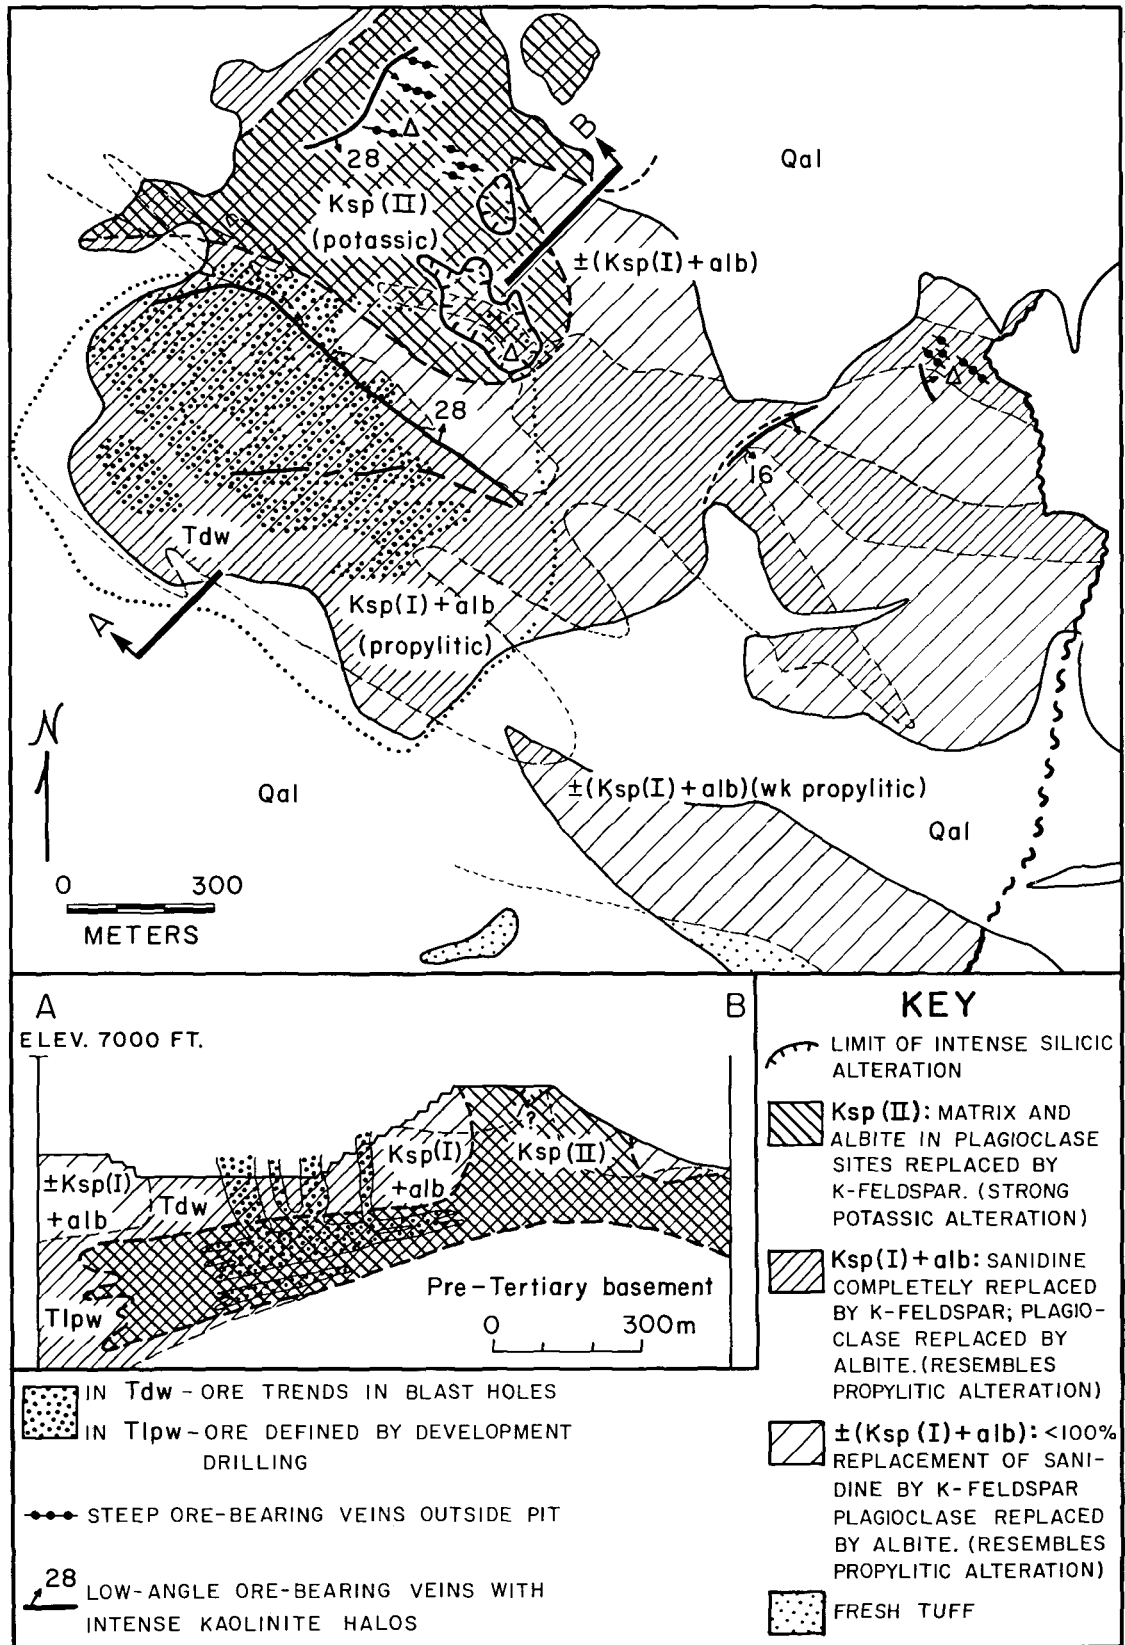 B
Qal
28
Ksp (II)
(potassic)
±(Ksp(I)+alb)
28
16
Tdw
A
Ksp(I)+alb
(propylitic)
N
Qal
±(Ksp(I)+alb)(wk propylitic)
Qal
0 300
METERS
A B
ELEV. 7000 FT.
?
±Ksp(I)
+alb
Tdw
Ksp(I)
+alb
Ksp(II)
Tlpw
Pre-Tertiary basement
0 300m
IN Tdw – ORE TRENDS IN BLAST HOLES
IN Tlpw – ORE DEFINED BY DEVELOPMENT
DRILLING
STEEP ORE-BEARING VEINS OUTSIDE PIT
28 LOW-ANGLE ORE-BEARING VEINS WITH
INTENSE KAOLINITE HALOS
KEY
LIMIT OF INTENSE SILICIC
ALTERATION
Ksp (II): MATRIX AND
ALBITE IN PLAGIOCLASE
SITES REPLACED BY
K-FELDSPAR. (STRONG
POTASSIC ALTERATION)
Ksp(I)+alb: SANIDINE
COMPLETELY REPLACED
BY K-FELDSPAR; PLAGIO-
CLASE REPLACED BY
ALBITE. (RESEMBLES
PROPYLITIC ALTERATION)
±(Ksp (I)+alb): <100%
REPLACEMENT OF SANI-
DINE BY K-FELDSPAR
PLAGIOCLASE REPLACED
BY ALBITE. (RESEMBLES
PROPYLITIC ALTERATION)
FRESH TUFF